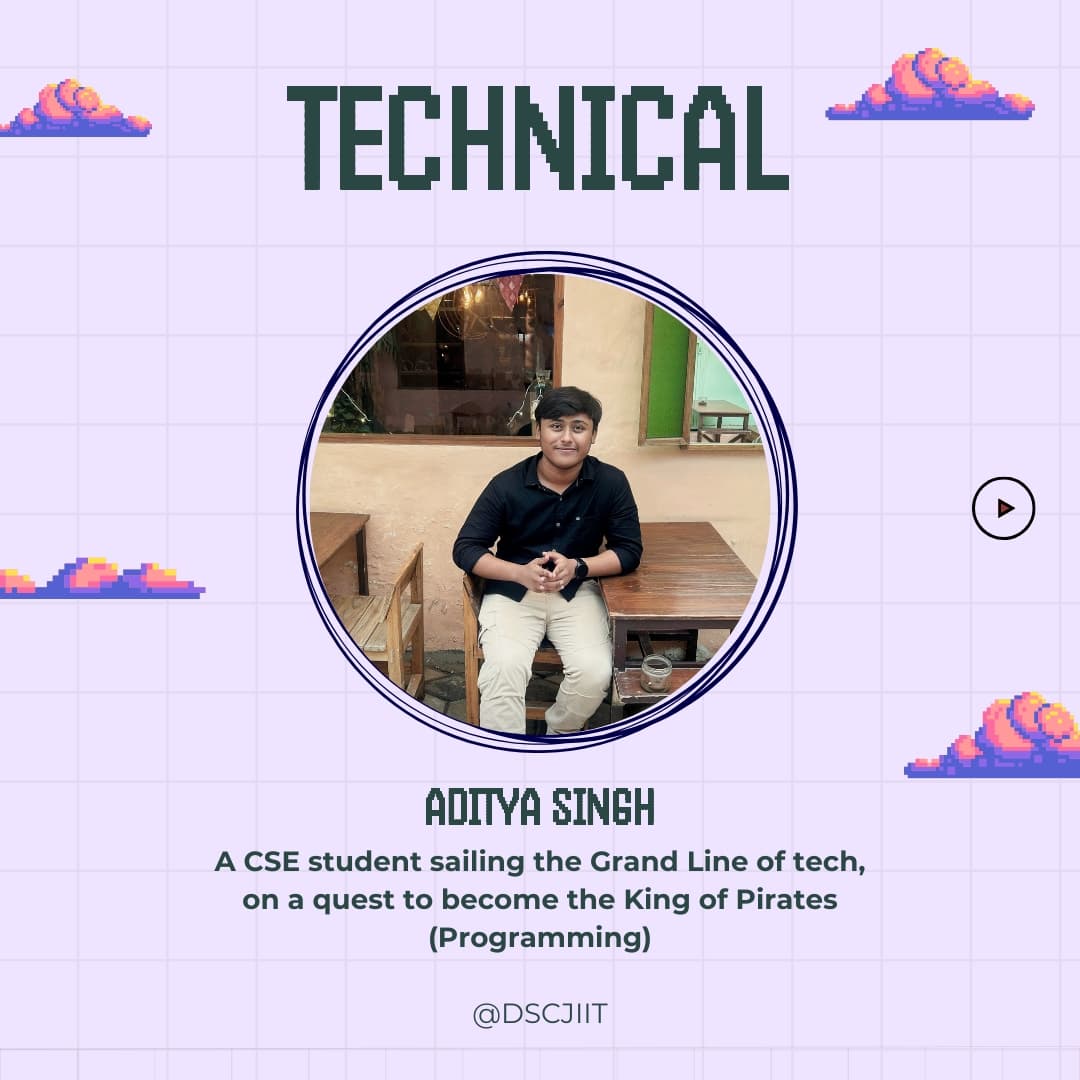 TECHNICAL
ADITYA SINGH
A CSE student sailing the Grand Line of tech,
on a quest to become the King of Pirates
(Programming)
@DSCJIIT